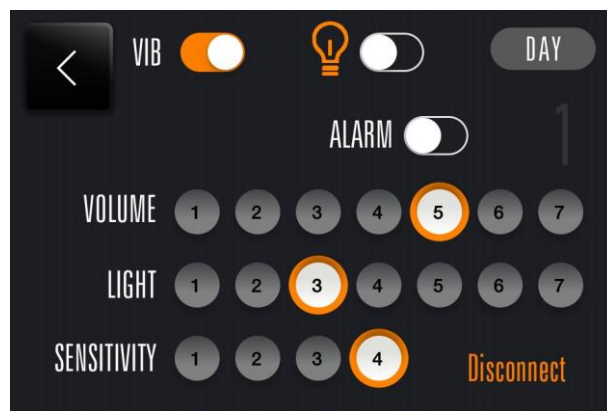 VIB DAY
ALARM 1
VOLUME 1 2 3 4 5 6 7
LIGHT 1 2 3 4 5 6 7
SENSITIVITY 1 2 3 4 Disconnect